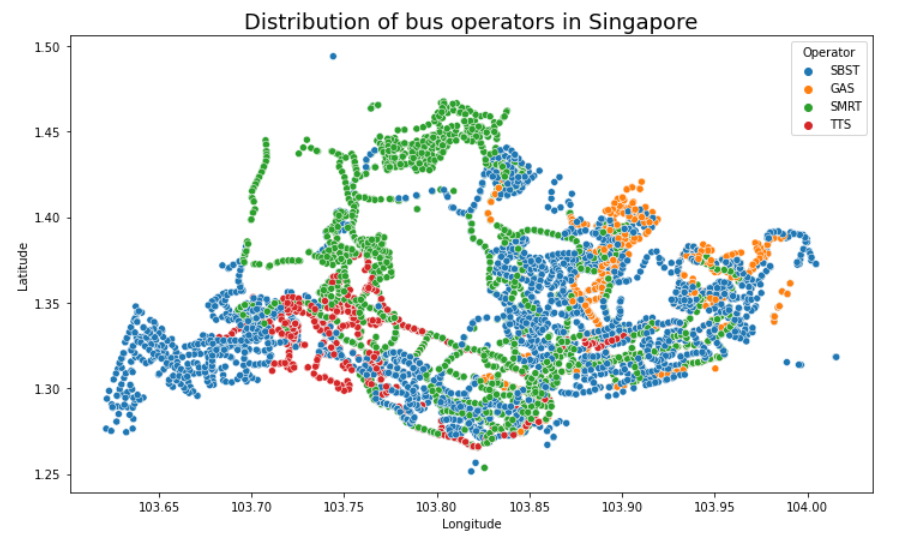 Distribution of bus operators in Singapore
Operator
SBST
GAS
SMRT
TTS
1.50
1.45
1.40
1.35
1.30
1.25
Latitude
103.65 103.70 103.75 103.80 103.85 103.90 103.95 104.00
Longitude